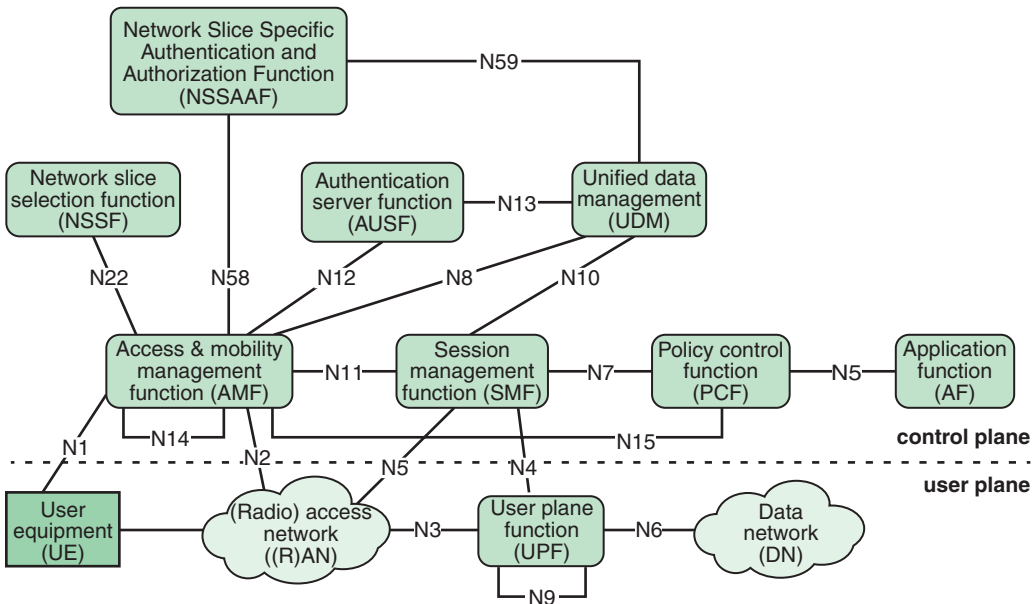 Network Slice Specific
Authentication and
Authorization Function
(NSSAAF)
N59
Network slice
selection function
(NSSF)
Authentication
server function
(AUSF)
N13
Unified data
management
(UDM)
N22
N58
N12
N8
N10
Access & mobility
management
function (AMF)
N11
Session
management
function (SMF)
N7
Policy control
function
(PCF)
N5
Application
function
(AF)
N14
N15
control plane
N1
N2
N5
N4
user plane
User
equipment
(UE)
(Radio) access
network
((R)AN)
N3
User plane
function
(UPF)
N6
Data
network
(DN)
N9